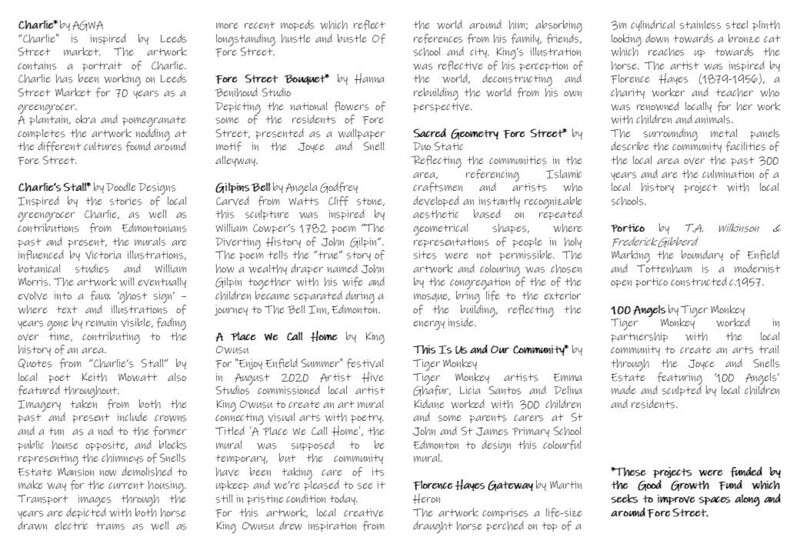 Charlie* by AGWA
"Charlie" is inspired by Leeds
Street market. The artwork
contains a portrait of Charlie.
Charlie has been working on Leeds
Street Market for 70 years as a
greengrocer.
A plantain, okra and pomegranate
completes the artwork nodding at
the different cultures found around
Fore Street.
Charlie's Stall* by Doodle Designs
Inspired by the stories of local
greengrocer Charlie, as well as
contributions from Edmontonians
past and present, the murals are
influenced by Victoria illustrations,
botanical studies and William
Morris. The artwork will eventually
evolve into a faux 'ghost sign' –
where text and illustrations of
years gone by remain visible, fading
over time, contributing to the
history of an area.
Quotes from "Charlie's Stall" by
local poet Keith Mowatt also
featured throughout.
Imagery taken from both the
past and present include crowns
and a tun as a nod to the former
public house opposite, and blocks
representing the chimneys of Snells
Estate Mansion now demolished to
make way for the current housing.
Transport images through the
years are depicted with both horse
drawn electric trams as well as
more recent mopeds which reflect
longstanding hustle and bustle Of
Fore Street.
Fore Street Bouquet* by Hanna
Benihoud Studio
Depicting the national flowers of
some of the residents of Fore
Street, presented as a wallpaper
motif in the Joyce and Snell
alleyway.
Gilpins Bell by Angela Godfrey
Carved from Watts Cliff stone,
this sculpture was inspired by
William Cowper's 1782 poem "The
Diverting History of John Gilpin".
The poem tells the "true" story of
how a wealthy draper named John
Gilpin together with his wife and
children became separated during a
journey to The Bell Inn, Edmonton.
A Place We Call Home by King
Owusu
For "Enjoy Enfield Summer" festival
in August 2020 Artist Hive
Studios commissioned local artist
King Owusu to create an art mural
connecting visual arts with poetry.
Titled 'A Place We Call Home', the
mural was supposed to be
temporary, but the community
have been taking care of its
upkeep and we're pleased to see it
still in pristine condition today.
For this artwork, local creative
King Owusu drew inspiration from
the world around him; absorbing
references from his family, friends,
school and city. King's illustration
was reflective of his perception of
the world, deconstructing and
rebuilding the world from his own
perspective.
Sacred Geometry Fore Street* by
Duo Static
Reflecting the communities in the
area, referencing Islamic
craftsmen and artists who
developed an instantly recognizable
aesthetic based on repeated
geometrical shapes, where
representations of people in holy
sites were not permissible. The
artwork and colouring was chosen
by the congregation of the of the
mosque, bring life to the exterior
of the building, reflecting the
energy inside.
This Is Us and Our Community* by
Tiger Monkey
Tiger Monkey artists Emma
Ghafur, Licia Santos and Delina
Kidane worked with 300 children
and some parents carers at St
John and St James Primary School
Edmonton to design this colourful
mural.
Florence Hayes Gateway by Martin
Heron
The artwork comprises a life-size
draught horse perched on top of a
3m cylindrical stainless steel plinth
looking down towards a bronze cat
which reaches up towards the
horse. The artist was inspired by
Florence Hayes (1879-1956), a
charity worker and teacher who
was renowned locally for her work
with children and animals.
The surrounding metal panels
describe the community facilities of
the local area over the past 300
years and are the culmination of a
local history project with local
schools.
Portico by T.A. Wilkinson &
Frederick Gibberd
Marking the boundary of Enfield
and Tottenham is a modernist
open portico constructed c.1957.
100 Angels by Tiger Monkey
Tiger Monkey worked in
partnership with the local
community to create an arts trail
through the Joyce and Snells
Estate featuring '100 Angels'
made and sculpted by local children
and residents.
*These projects were funded by
the Good Growth Fund which
seeks to improve spaces along and
around Fore Street.